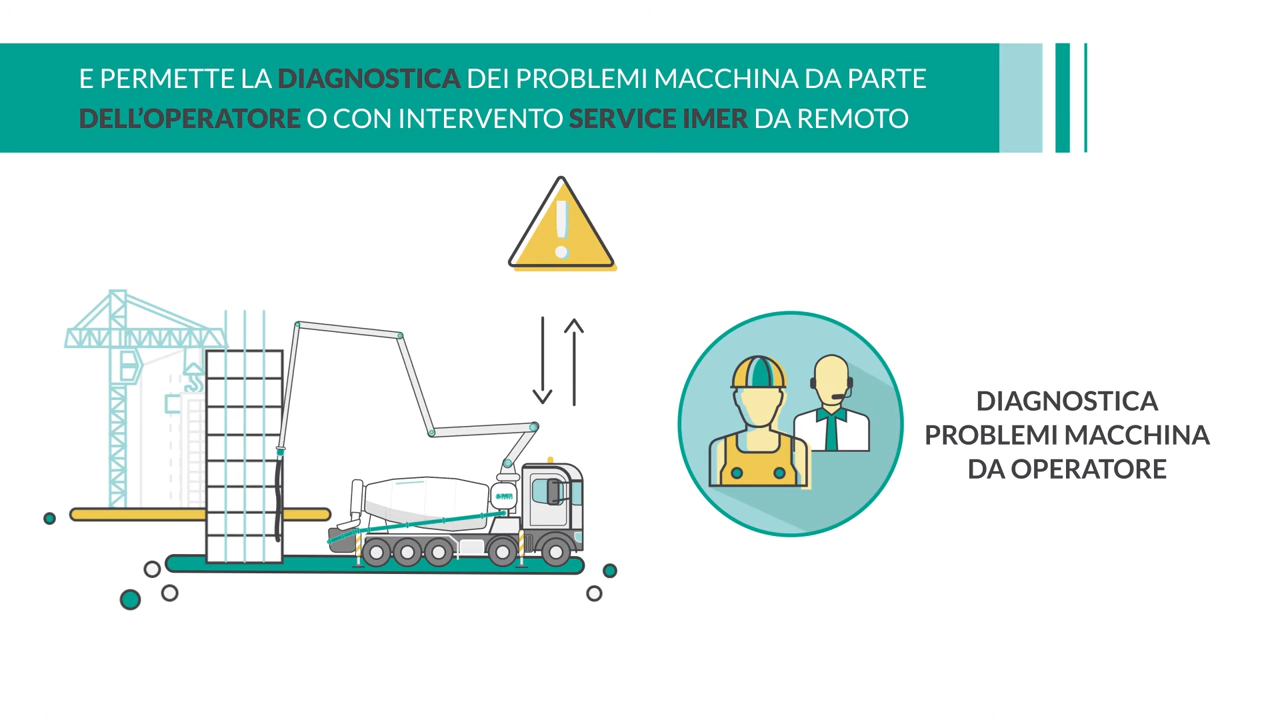 E PERMETTE LA DIAGNOSTICA DEI PROBLEMI MACCHINA DA PARTE
DELL'OPERATORE O CON INTERVENTO SERVICE IMER DA REMOTO
DIAGNOSTICA
PROBLEMI MACCHINA
DA OPERATORE